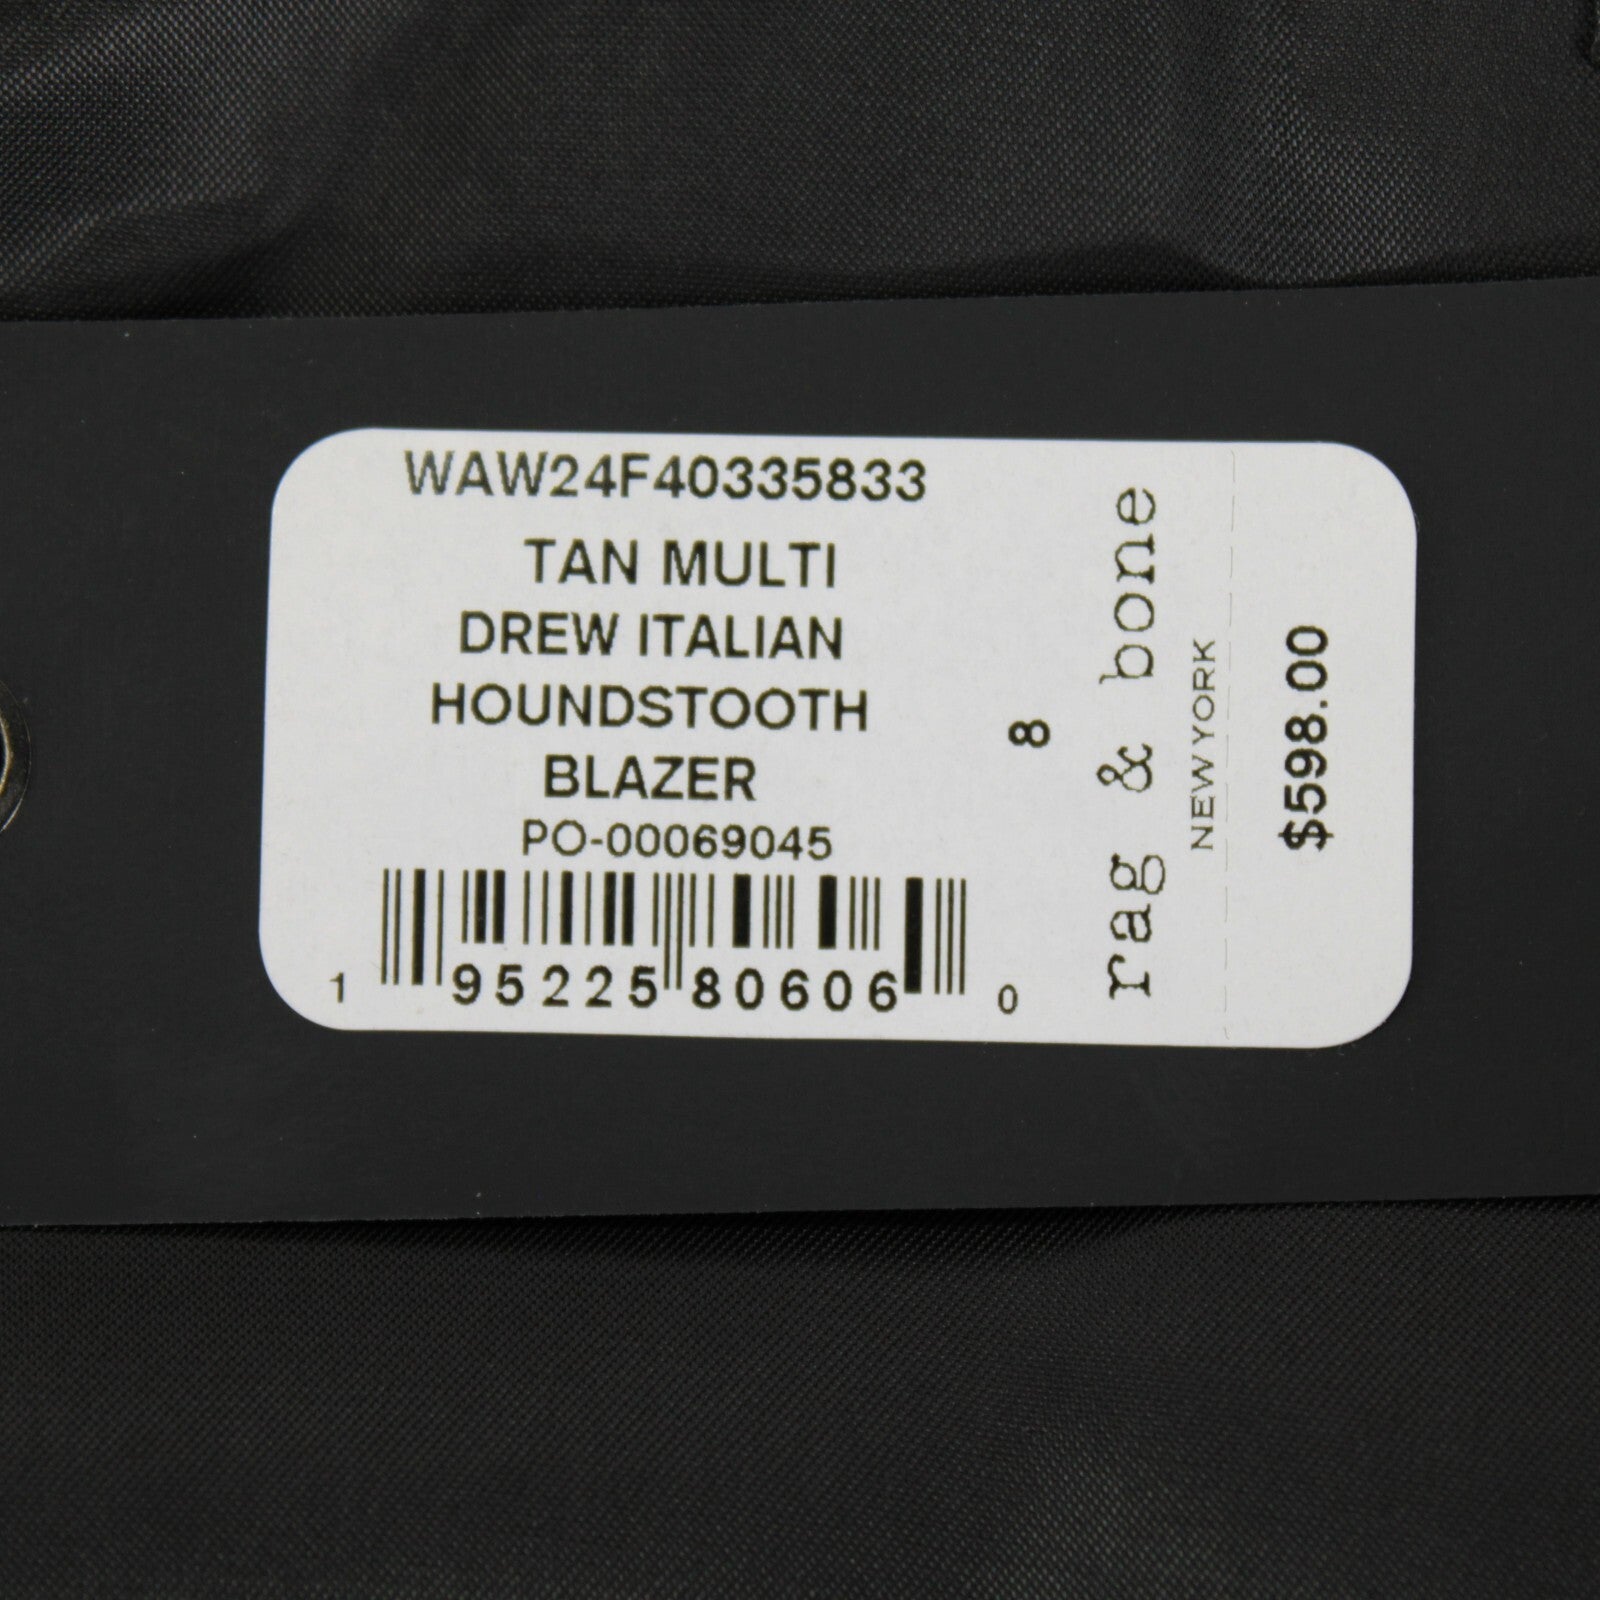 WAW24F40335833
TAN MULTI
DREW ITALIAN
HOUNDSTOOTH
BLAZER
PO-00069045
1 95225 80606 0
8
rag & bone
NEW YORK
$598.00